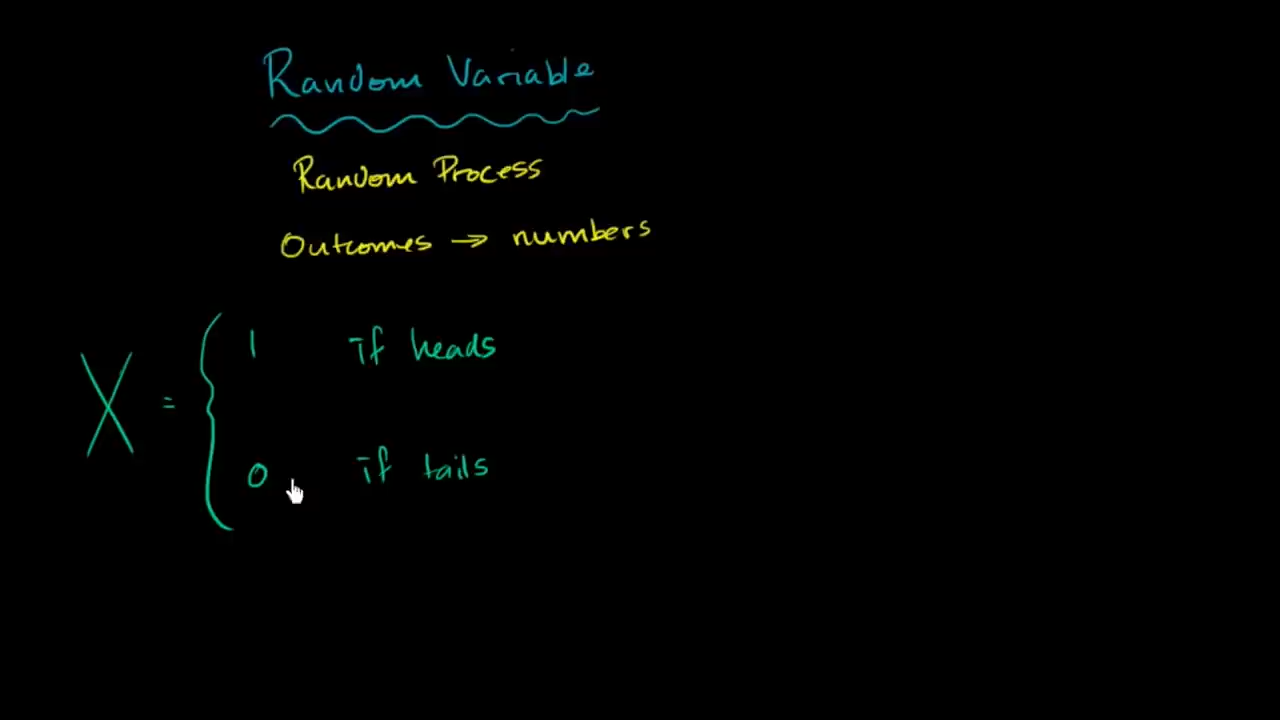 Random Variable
Random Process
Outcomes → numbers
X = { 1 if heads
0 if tails